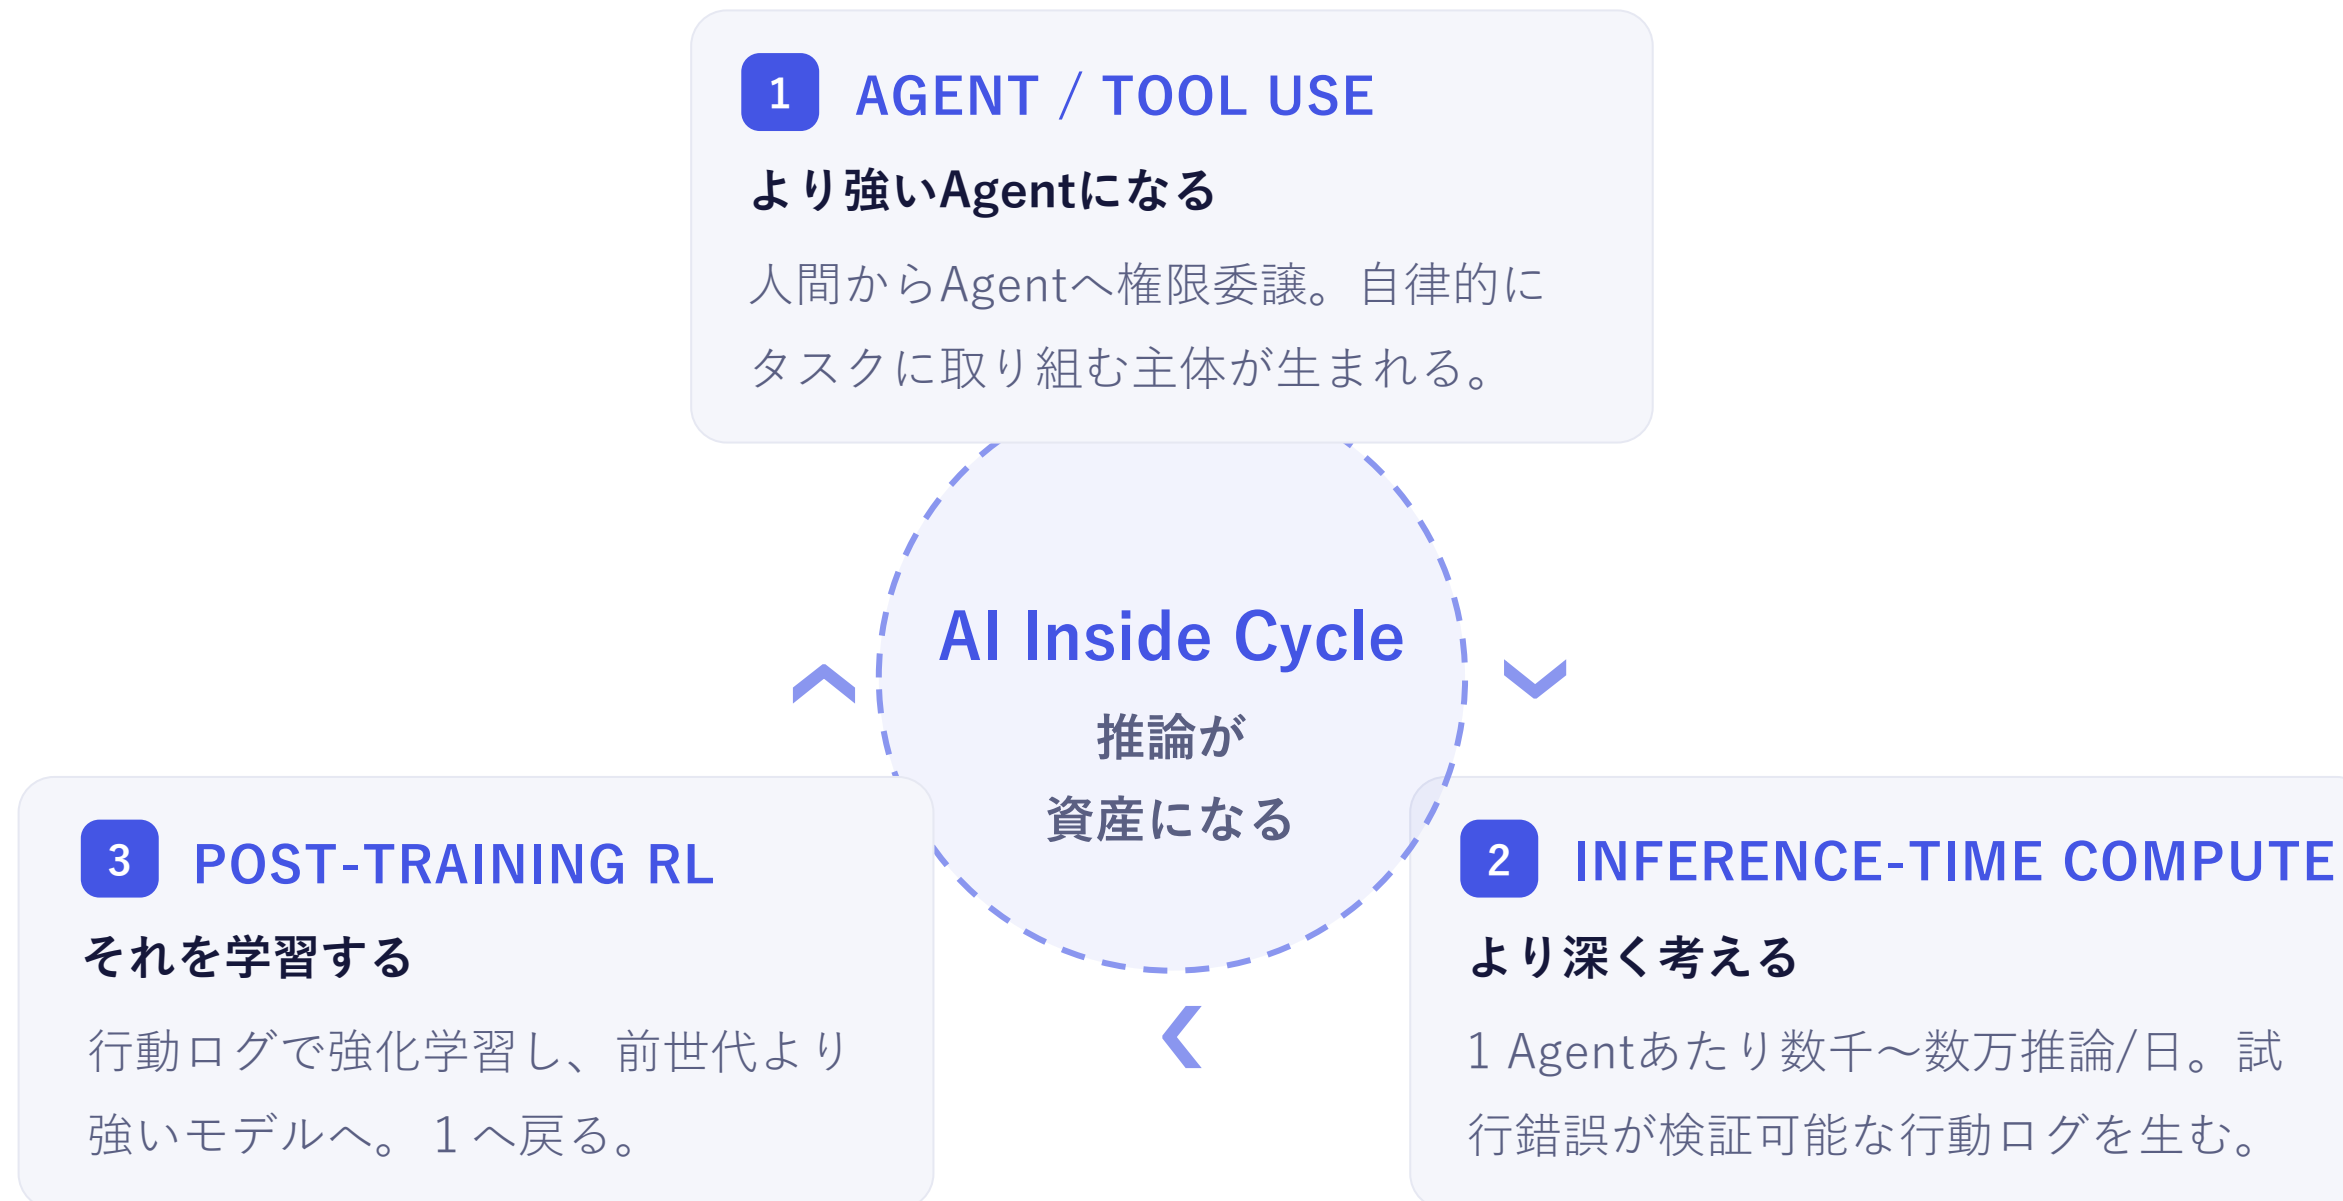 1 AGENT / TOOL USE
より強いAgentになる
人間からAgentへ権限委譲。自律的に
タスクに取り組む主体が生まれる。
AI Inside Cycle
推論が
資産になる
2 INFERENCE-TIME COMPUTE
より深く考える
1 Agentあたり数千〜数万推論/日。試
行錯誤が検証可能な行動ログを生む。
3 POST-TRAINING RL
それを学習する
行動ログで強化学習し、前世代より
強いモデルへ。１へ戻る。